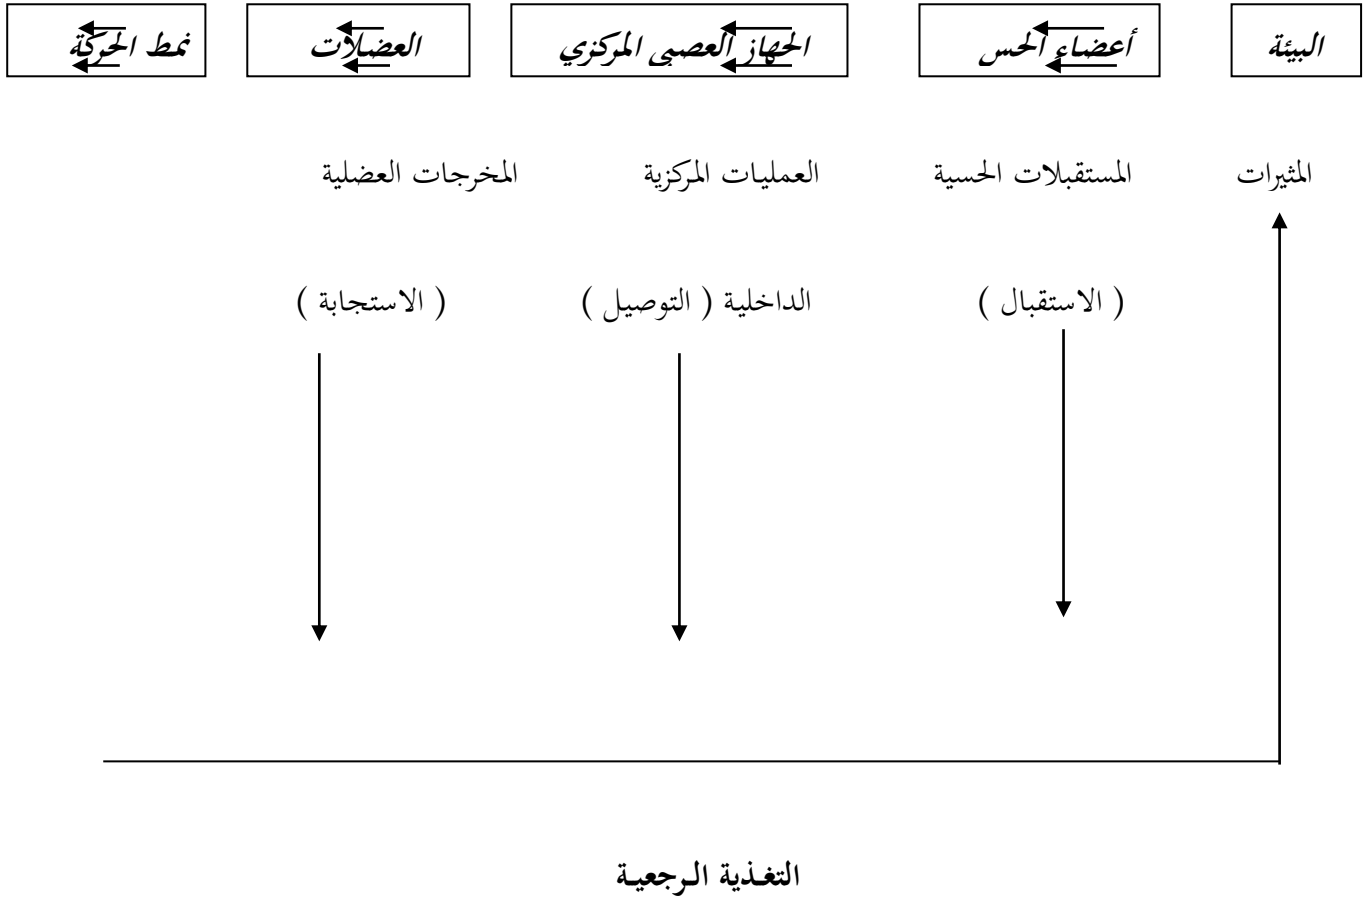 البيئة
أعضاء الحس
الجهاز العصبي المركزي
العضلات
نمط الحركة
المثيرات
المستقبلات الحسية
العمليات المركزية
المخرجات العضلية
( الاستقبال )
الداخلية ( التوصيل )
( الاستجابة )
التغذية الرجعية